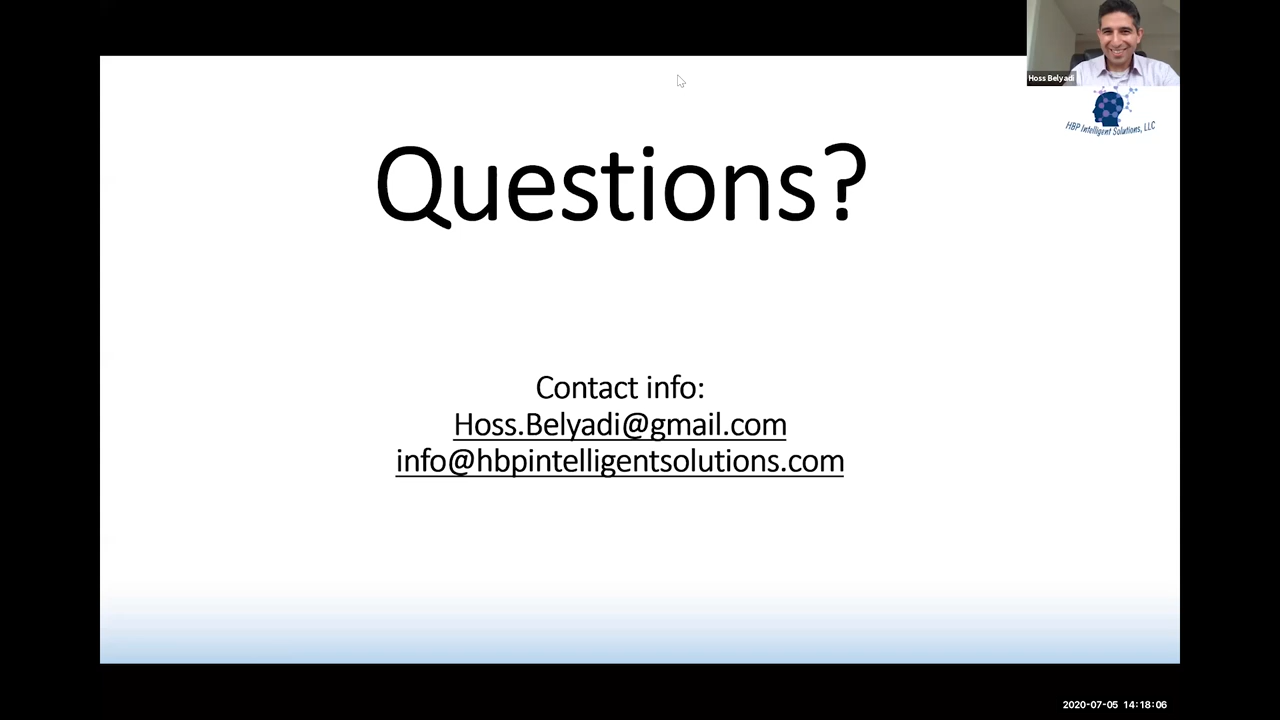 Hoss Belyadi
HBP Intelligent Solutions, LLC
Questions?
Contact info:
Hoss.Belyadi@gmail.com
info@hbpintelligentsolutions.com
2020-07-05 14:18:06